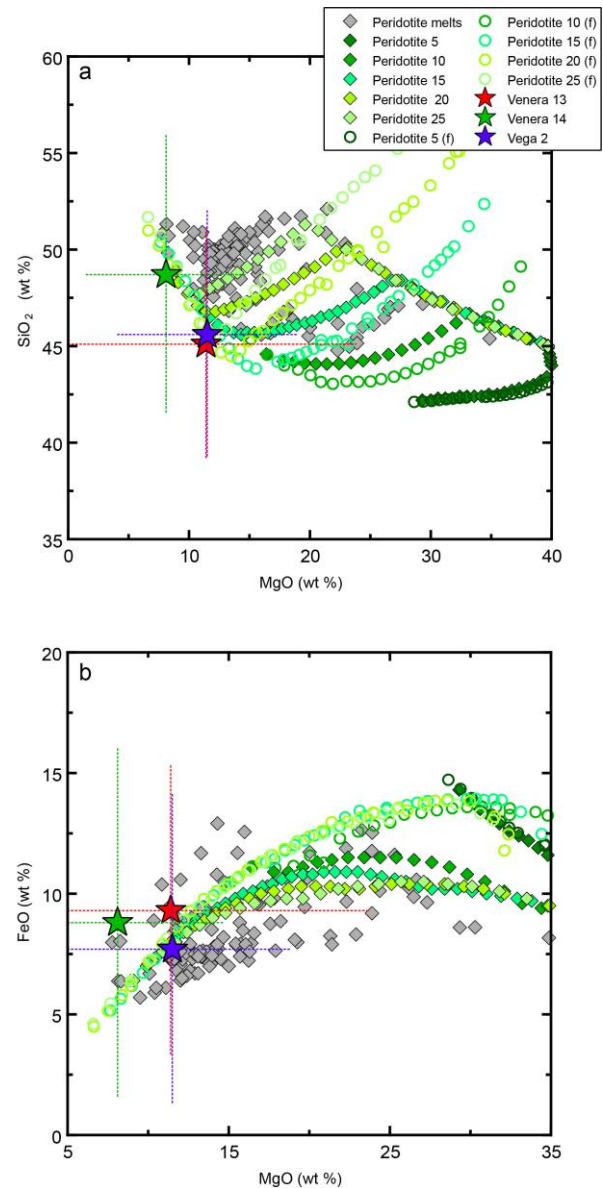 Peridotite melts
Peridotite 5
Peridotite 10
Peridotite 15
Peridotite 20
Peridotite 25
Peridotite 5 (f)
Peridotite 10 (f)
Peridotite 15 (f)
Peridotite 20 (f)
Peridotite 25 (f)
Venera 13
Venera 14
Vega 2
a
60
55
50
45
40
35
SiO₂ (wt %)
0 10 20 30 40
MgO (wt %)
b
20
15
10
5
0
FeO (wt %)
5 15 25 35
MgO (wt %)